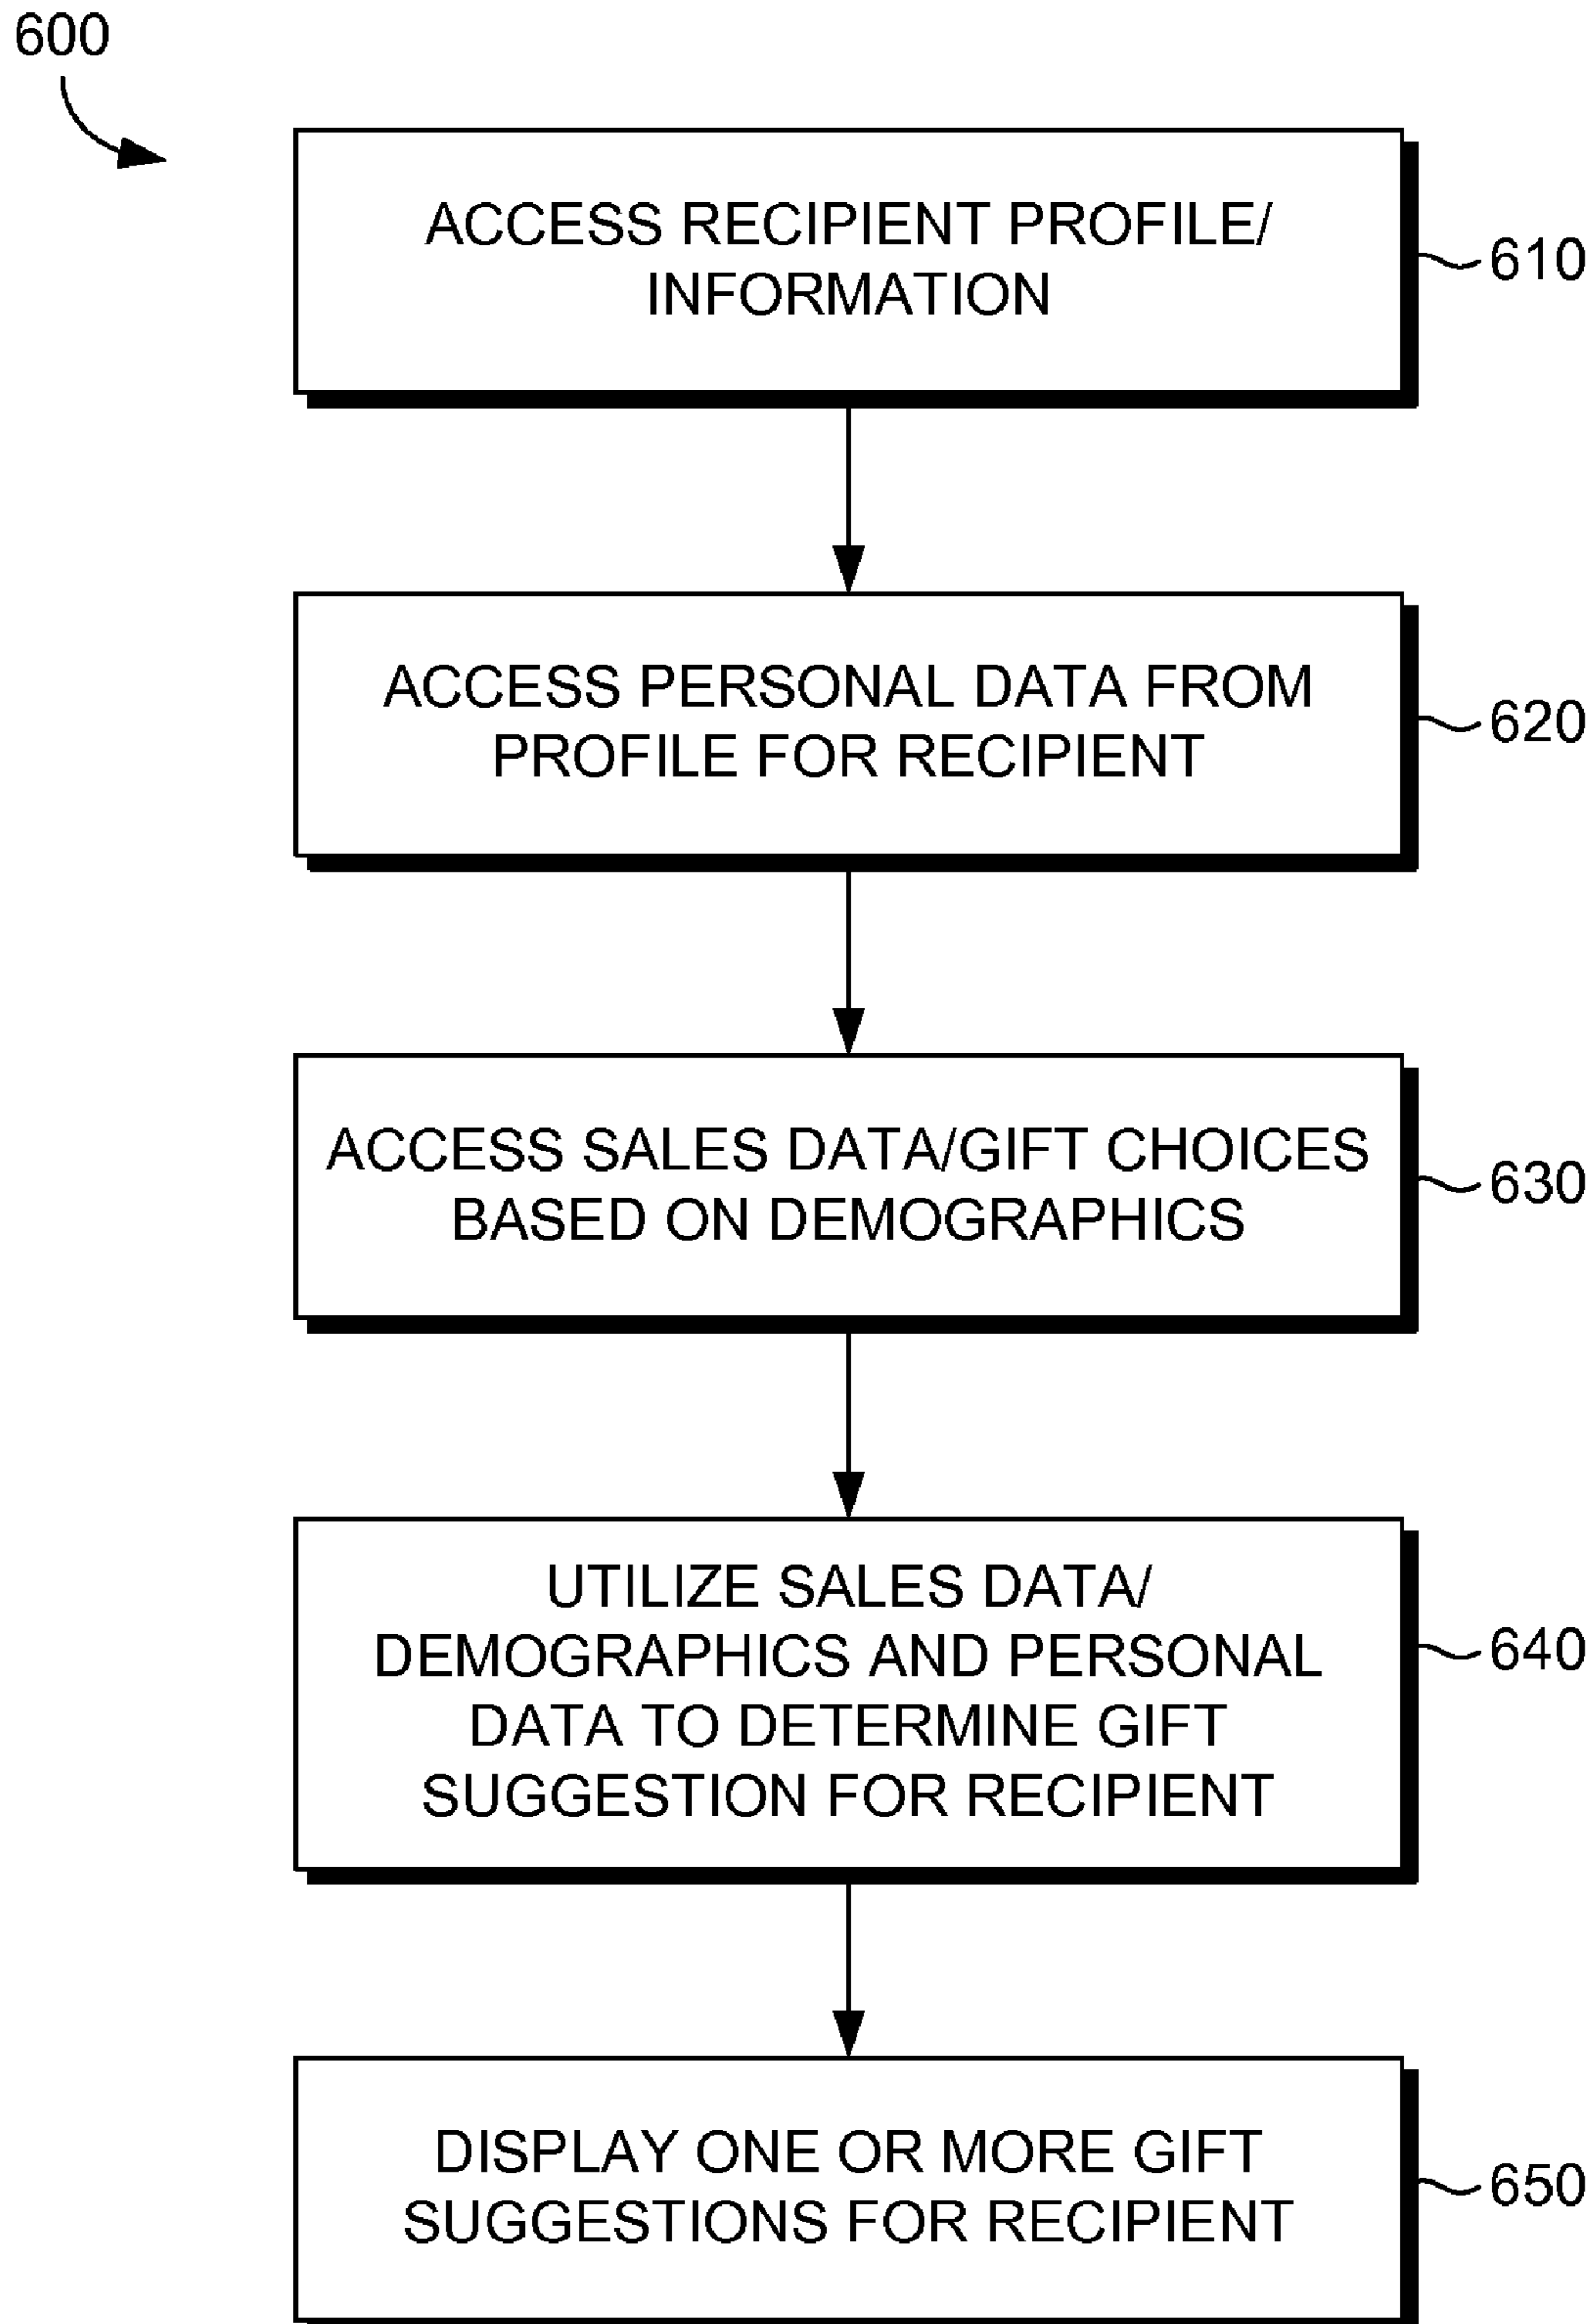 600
ACCESS RECIPIENT PROFILE/
INFORMATION
610
ACCESS PERSONAL DATA FROM
PROFILE FOR RECIPIENT
620
ACCESS SALES DATA/GIFT CHOICES
BASED ON DEMOGRAPHICS
630
UTILIZE SALES DATA/
DEMOGRAPHICS AND PERSONAL
DATA TO DETERMINE GIFT
SUGGESTION FOR RECIPIENT
640
DISPLAY ONE OR MORE GIFT
SUGGESTIONS FOR RECIPIENT
650